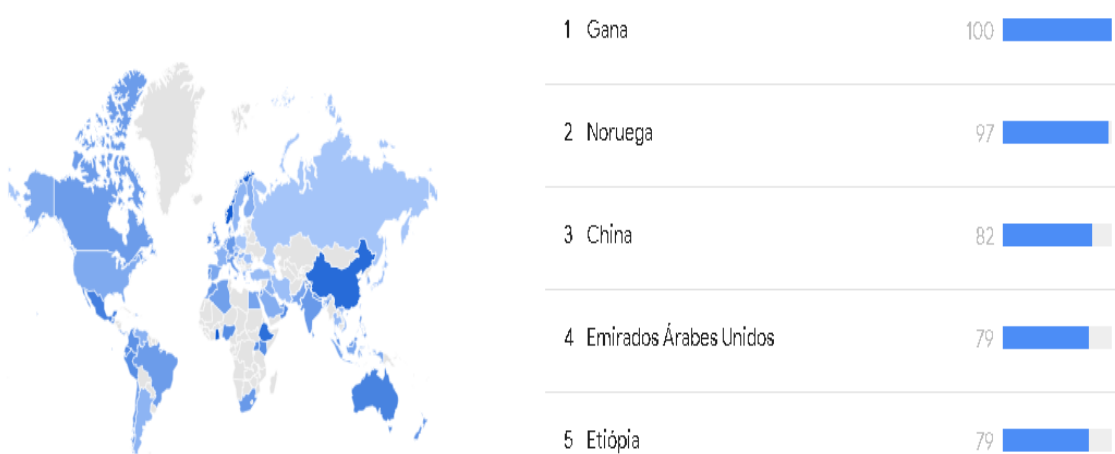 1 Gana 100
2 Noruega 97
3 China 82
4 Emirados Árabes Unidos 79
5 Etiópia 79